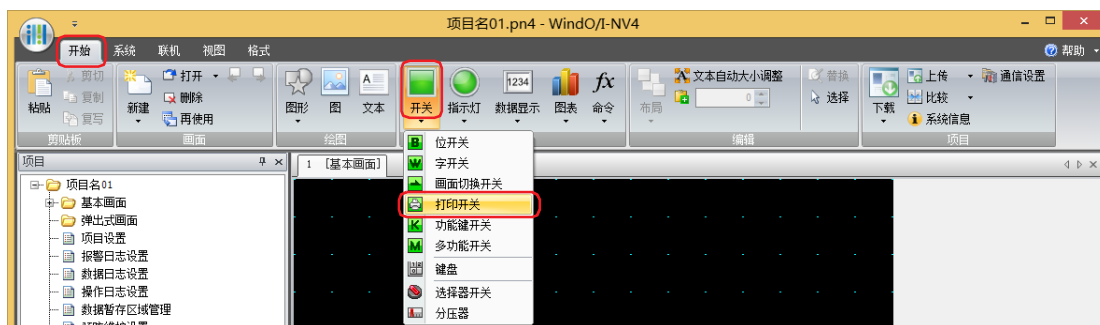 项目名01.pn4 - WindO/I-NV4
开始 系统 联机 视图 格式 帮助
粘贴 剪切 复制 复写
新建 打开 删除 再使用
图形 图 文本
开关 指示灯 数据显示 图表 命令
1234
fx
布局 文本自动大小调整 0
替换 选择
下载 上传 比较 系统信息 通信设置
剪贴板 画面 绘图 编辑 项目
项目
1 [基本画面]
项目名01
基本画面
弹出式画面
项目设置
报警日志设置
数据日志设置
操作日志设置
数据暂存区域管理
B 位开关
W 字开关
画面切换开关
打印开关
K 功能键开关
M 多功能开关
键盘
选择器开关
分压器